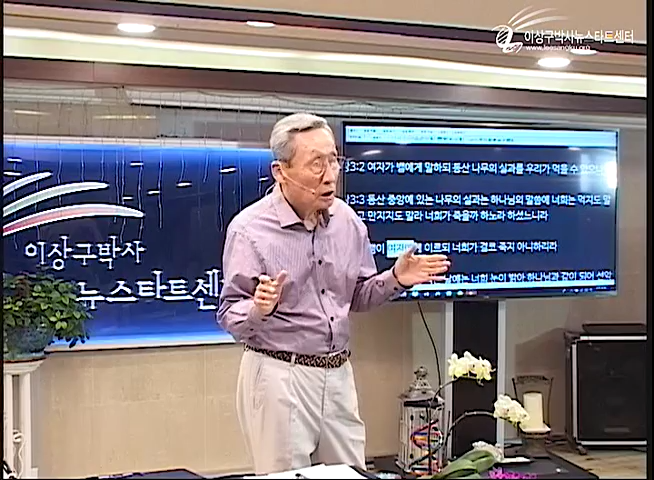 이상구박사뉴스타트센터
www.leesangku.org
3:2 여자가 뱀에게 말하되 동산 나무의 실과를 우리가 먹을 수
3:3 동산 중앙에 있는 나무의 실과는 하나님의 말씀에 너희는 먹지도 말
고 만지지도 말라 너희가 죽을까 하노라 하셨느니라
이르되 너희가 결코 죽지 아니하리라
너희 눈이 밝아 하나님과 같이 되어 선악
이상구박사
뉴스타트센